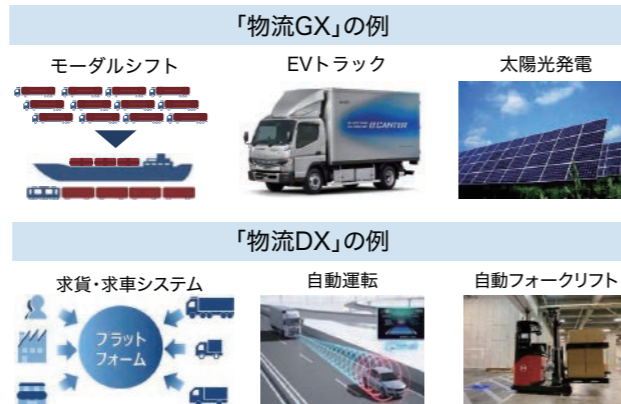 「物流GX」の例
モーダルシフト
EVトラック
太陽光発電
eCANTER
「物流DX」の例
求貨・求車システム
自動運転
自動フォークリフト
プラット
フォーム